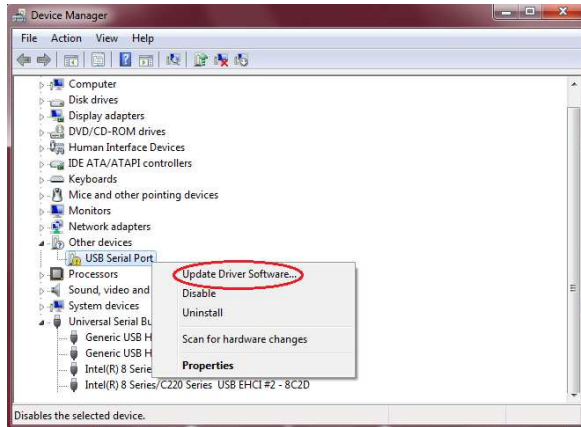 Device Manager
File Action View Help
Computer
Disk drives
Display adapters
DVD/CD-ROM drives
Human Interface Devices
IDE ATA/ATAPI controllers
Keyboards
Mice and other pointing devices
Monitors
Network adapters
Other devices
USB Serial Port
Processors
Update Driver Software...
Sound, video and
Disable
System devices
Uninstall
Universal Serial Bu
Generic USB H
Scan for hardware changes
Generic USB H
Intel(R) 8 Serie
Properties
Intel(R) 8 Series/C220 Series USB EHCI #2 - 8C2D
Disables the selected device.